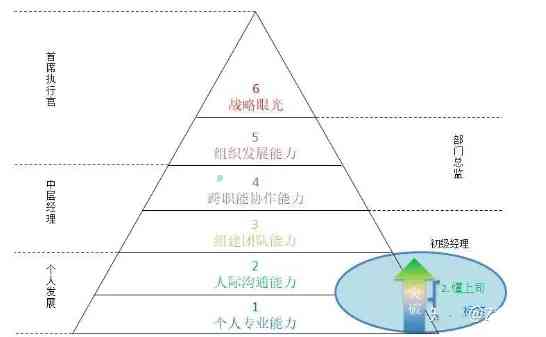 首席执行官
6
战略眼光
5
组织发展能力
部门总监
中层经理
4
跨职能协作能力
3
组建团队能力
初级经理
个人发展
2
人际沟通能力
突破
2.懂上司
1
个人专业能力